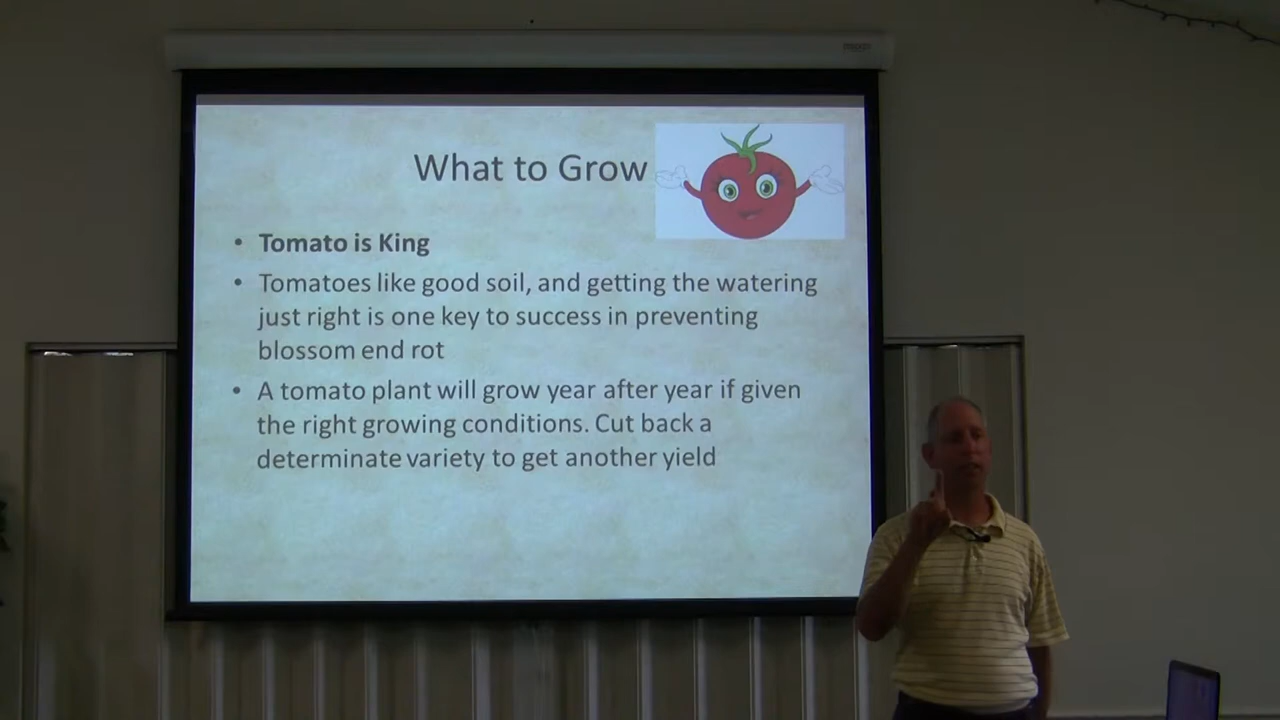 What to Grow
• Tomato is King
• Tomatoes like good soil, and getting the watering
just right is one key to success in preventing
blossom end rot
• A tomato plant will grow year after year if given
the right growing conditions. Cut back a
determinate variety to get another yield